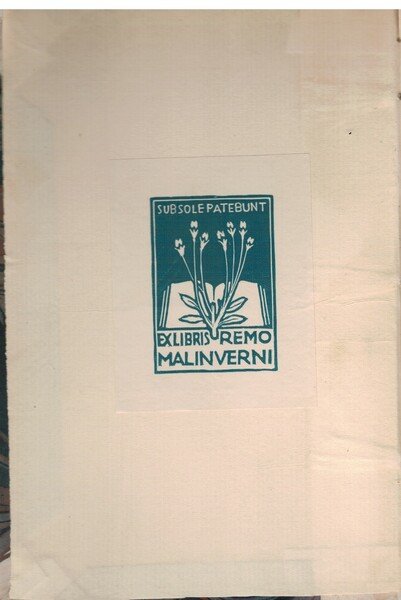 SUB SOLE PATEBUNT
EX LIBRIS REMO
MALINVERNI